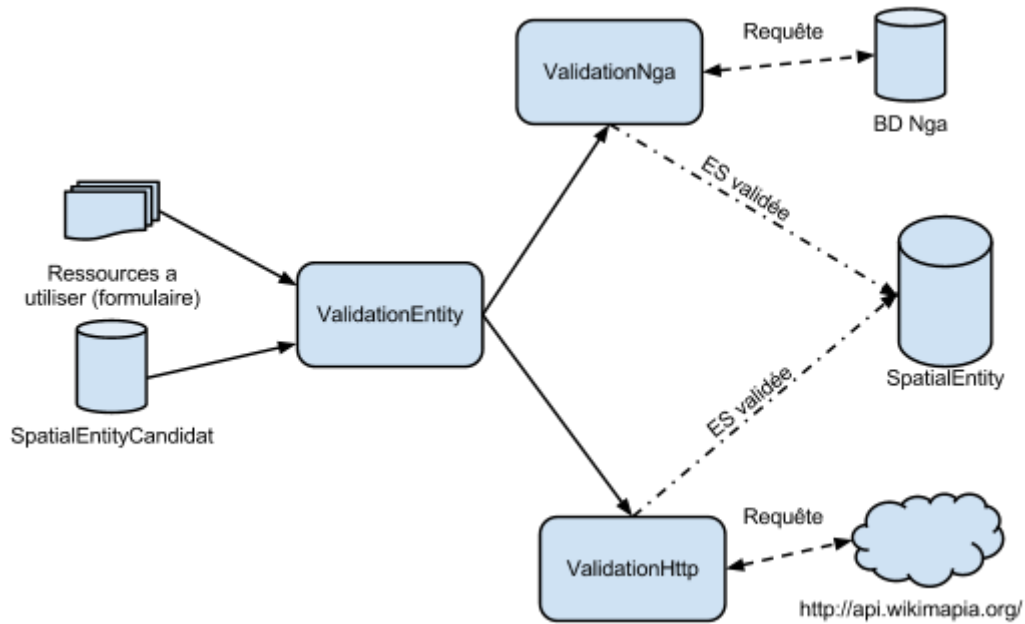 Requête
ValidationNga
BD Nga
ES validée
Ressources a
utiliser (formulaire)
ValidationEntity
SpatialEntity
ES validée
SpatialEntityCandidat
Requête
ValidationHttp
http://api.wikimapia.org/